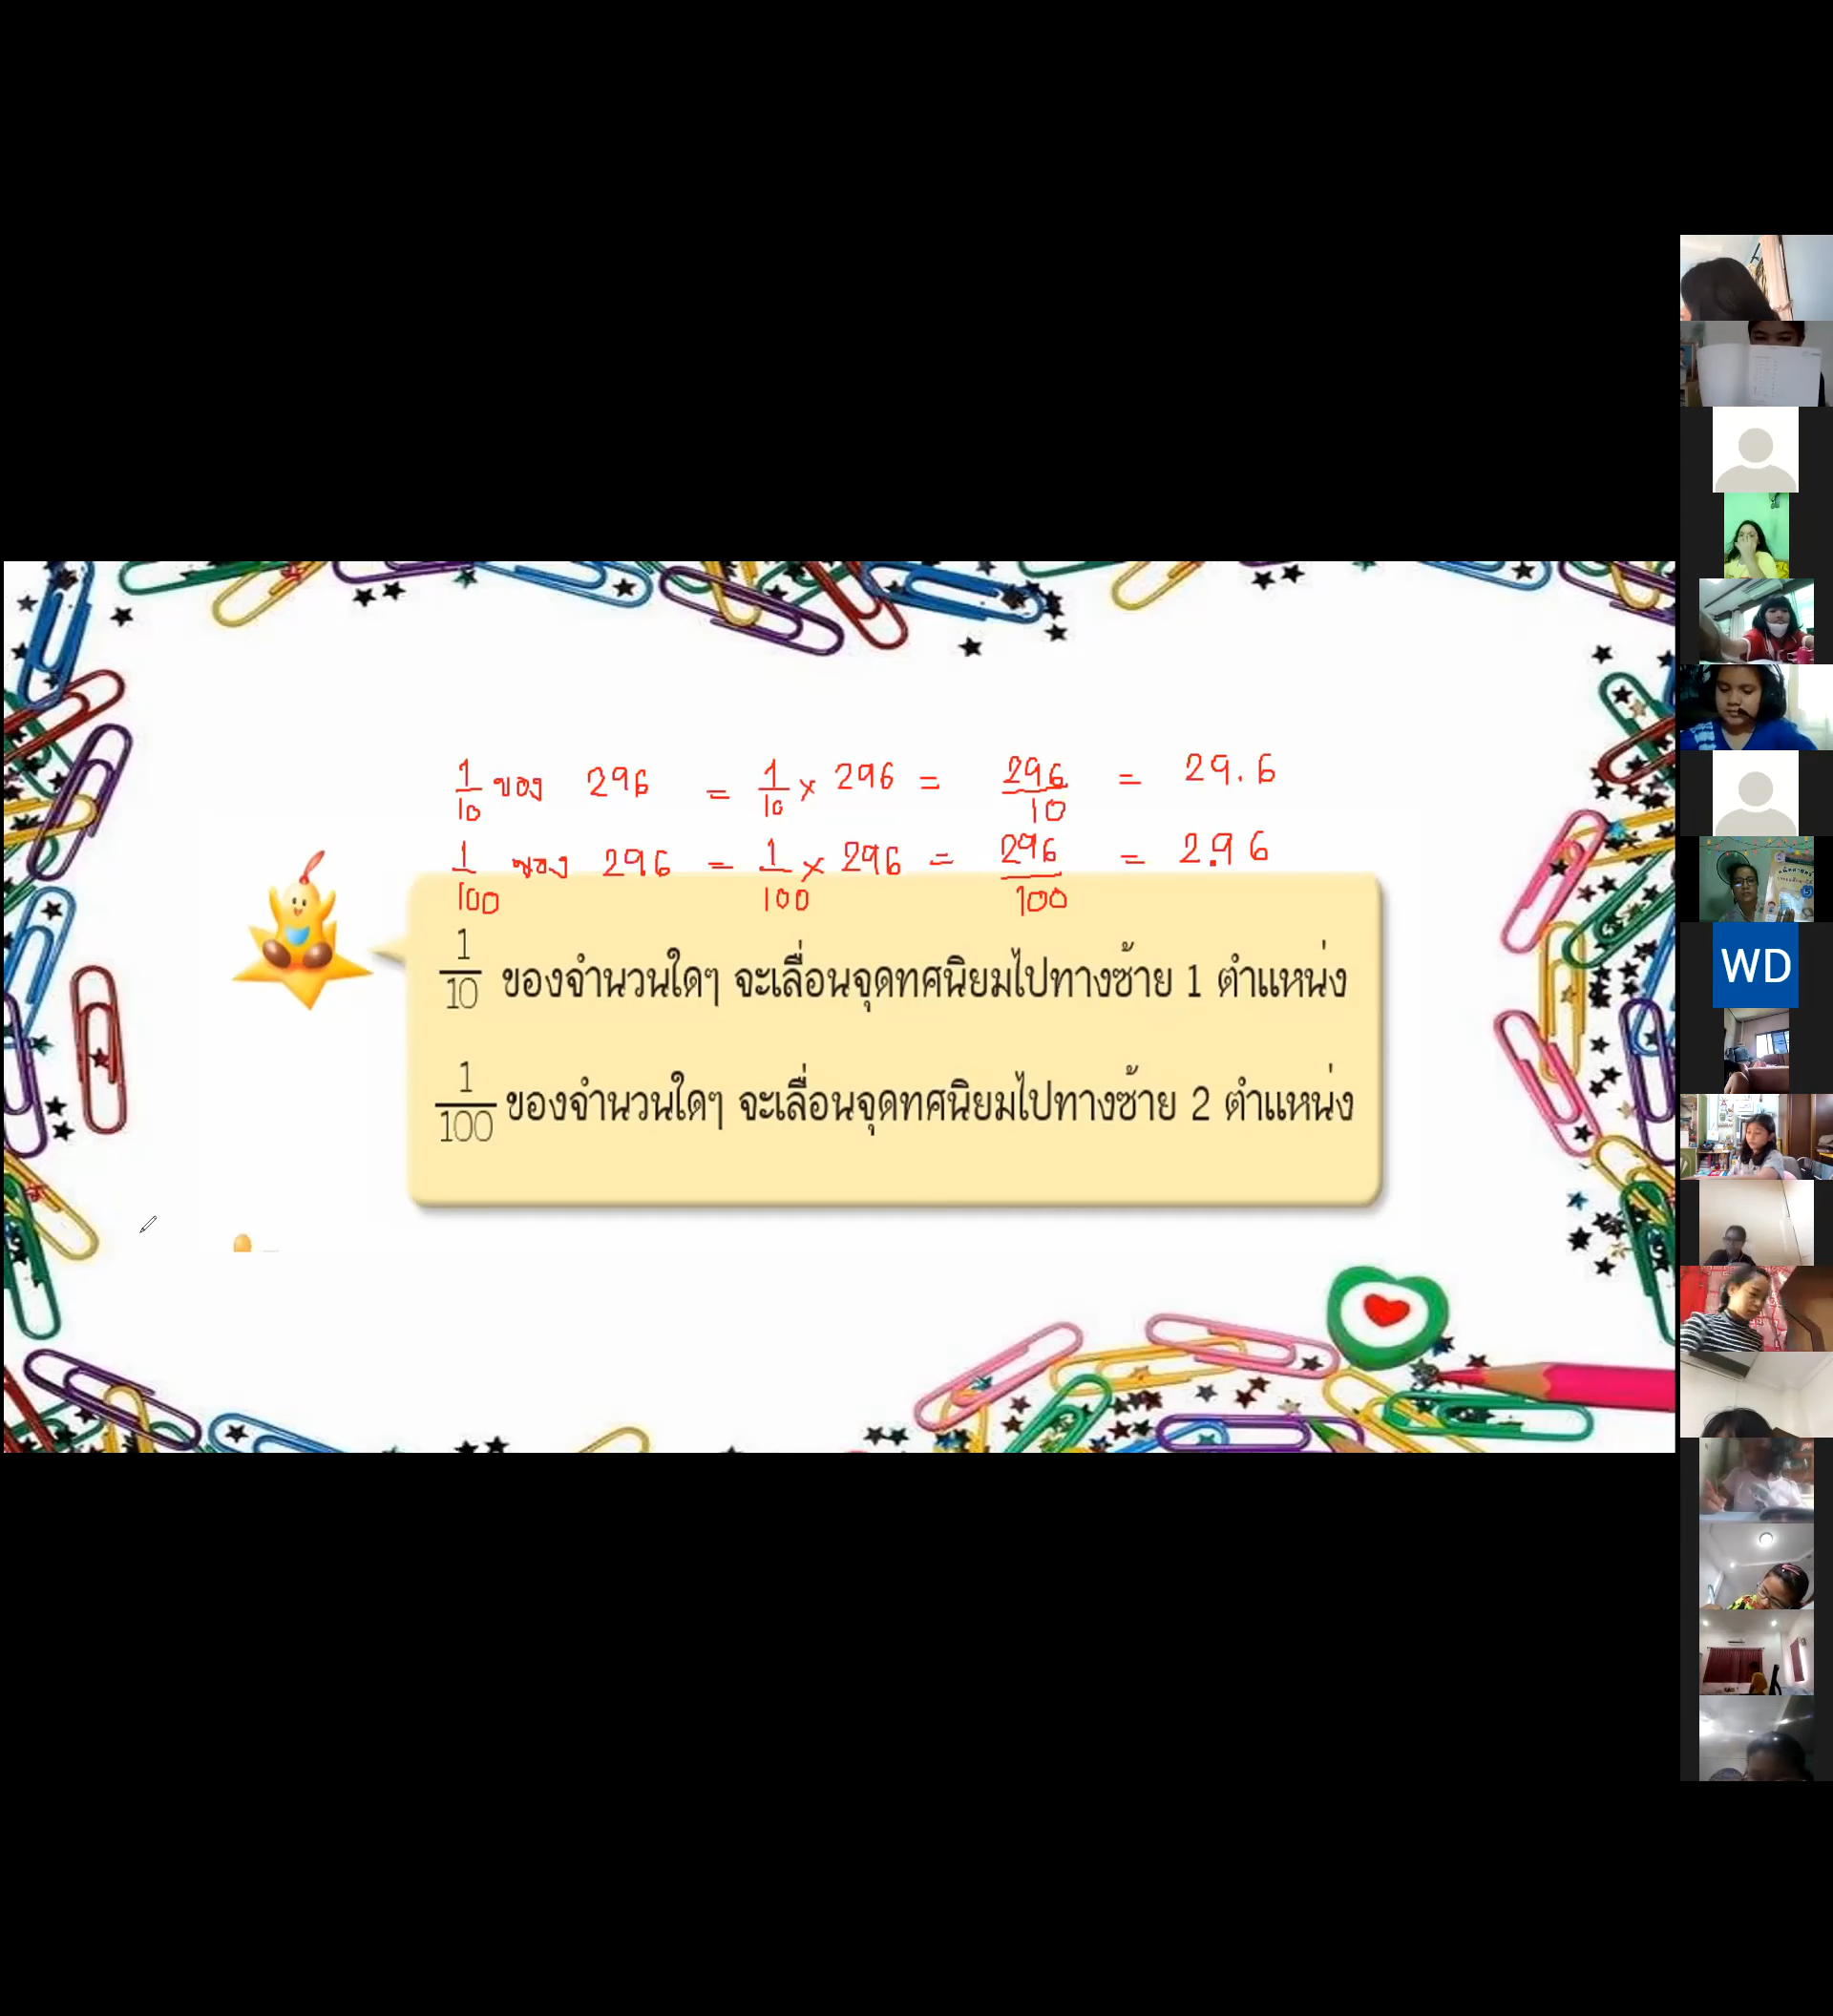 1/10 ของ 296 = 1/10 × 296 = 296/10 = 29.6
1/100 ของ 296 = 1/100 × 296 = 296/100 = 2.96
1/10 ของจำนวนใดๆ จะเลื่อนจุดทศนิยมไปทางซ้าย 1 ตำแหน่ง
1/100 ของจำนวนใดๆ จะเลื่อนจุดทศนิยมไปทางซ้าย 2 ตำแหน่ง
WD